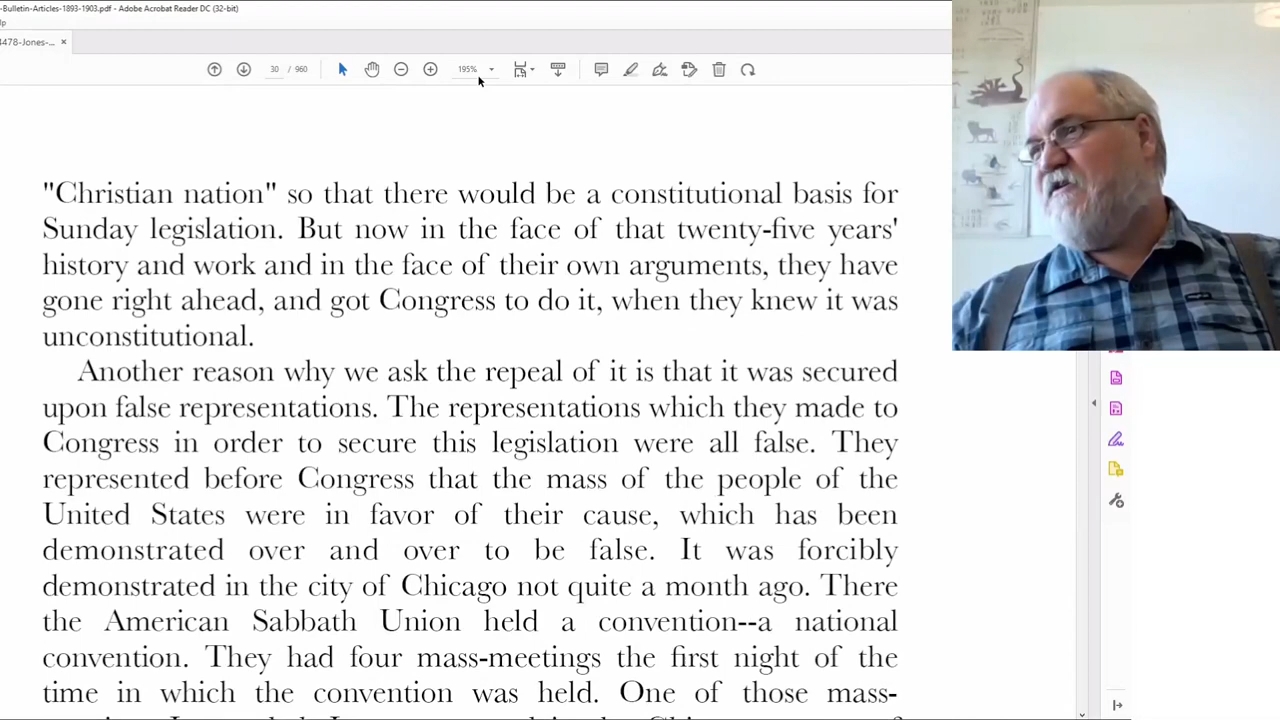 -Bulletin-Articles-1893-1903.pdf - Adobe Acrobat Reader DC (32-bit)
lp
4478-Jones-... ×
30 / 960 195%
"Christian nation" so that there would be a constitutional basis for
Sunday legislation. But now in the face of that twenty-five years'
history and work and in the face of their own arguments, they have
gone right ahead, and got Congress to do it, when they knew it was
unconstitutional.
Another reason why we ask the repeal of it is that it was secured
upon false representations. The representations which they made to
Congress in order to secure this legislation were all false. They
represented before Congress that the mass of the people of the
United States were in favor of their cause, which has been
demonstrated over and over to be false. It was forcibly
demonstrated in the city of Chicago not quite a month ago. There
the American Sabbath Union held a convention--a national
convention. They had four mass-meetings the first night of the
time in which the convention was held. One of those mass-